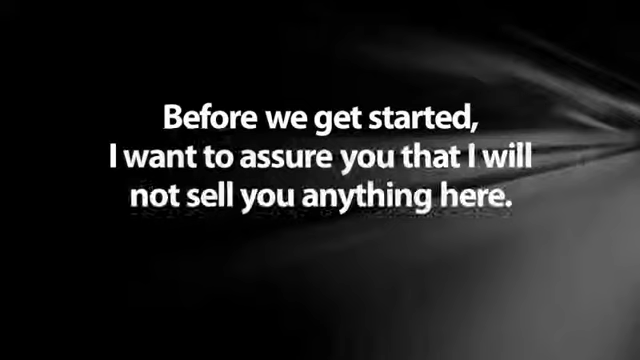 Before we get started,
I want to assure you that I will
not sell you anything here.